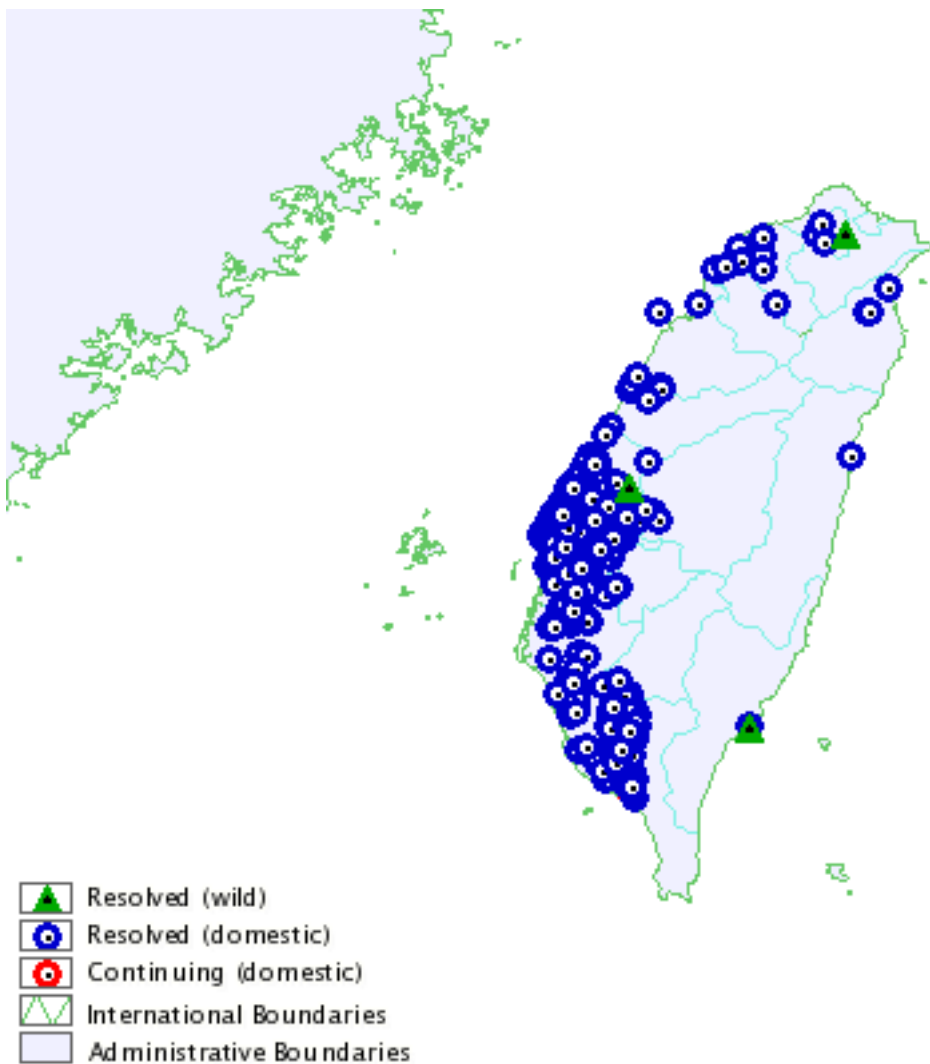 Resolved (wild)
Resolved (domestic)
Continuing (domestic)
International Boundaries
Administrative Boundaries